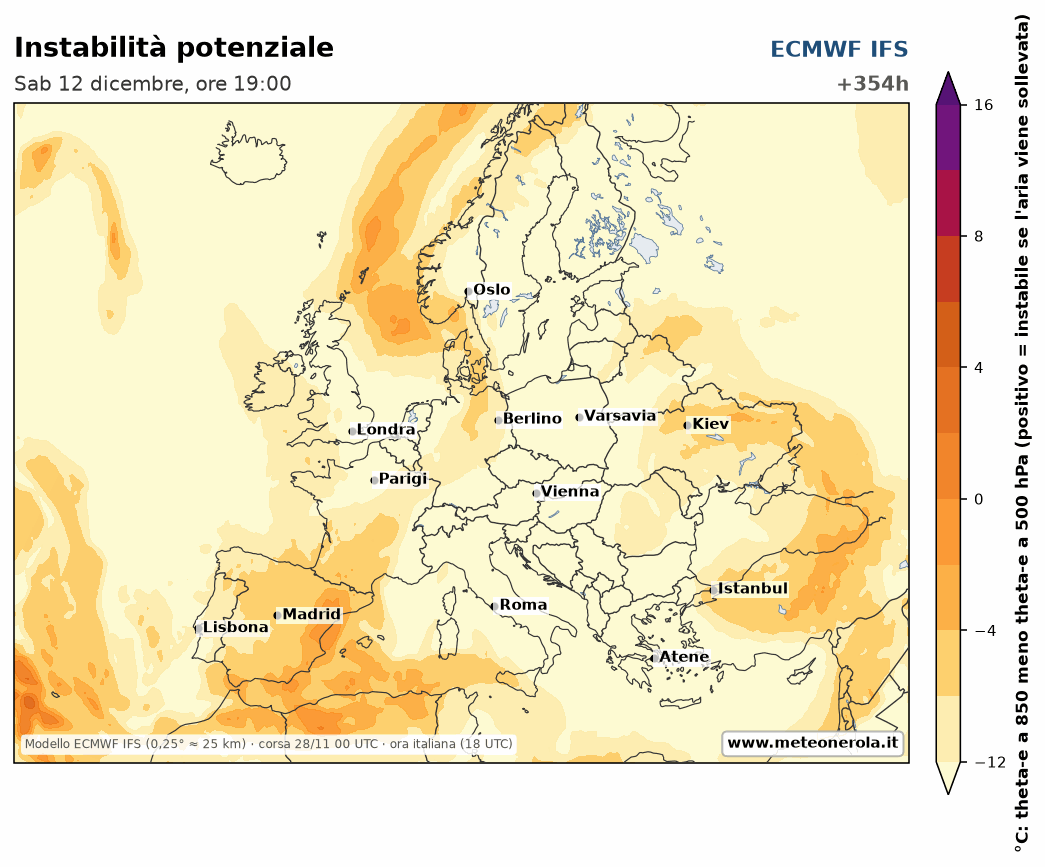 Instabilità potenziale
ECMWF IFS
Sab 12 dicembre, ore 19:00
+354h
16
8
4
0
−4
−12
°C: theta-e a 850 meno theta-e a 500 hPa (positivo = instabile se l'aria viene sollevata)
Oslo
Berlino
Varsavia
Kiev
Londra
Parigi
Vienna
Istanbul
Roma
Madrid
Lisbona
Atene
Modello ECMWF IFS (0,25° ≈ 25 km) · corsa 28/11 00 UTC · ora italiana (18 UTC)
www.meteonerola.it